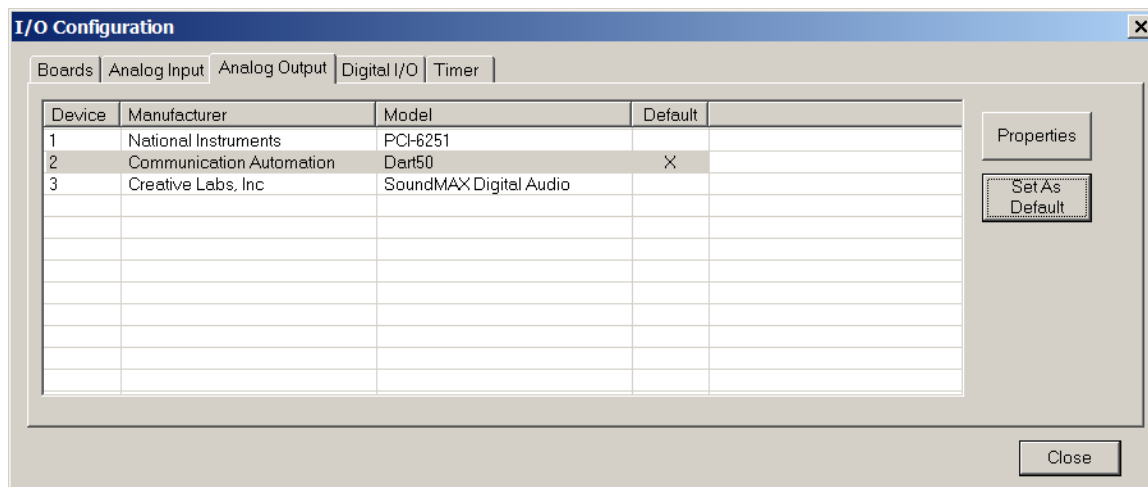 I/O Configuration
Boards Analog Input Analog Output Digital I/O Timer
Device Manufacturer Model Default
1 National Instruments PCI-6251
2 Communication Automation Dart50 X
3 Creative Labs, Inc SoundMAX Digital Audio
Properties
Set As
Default
Close